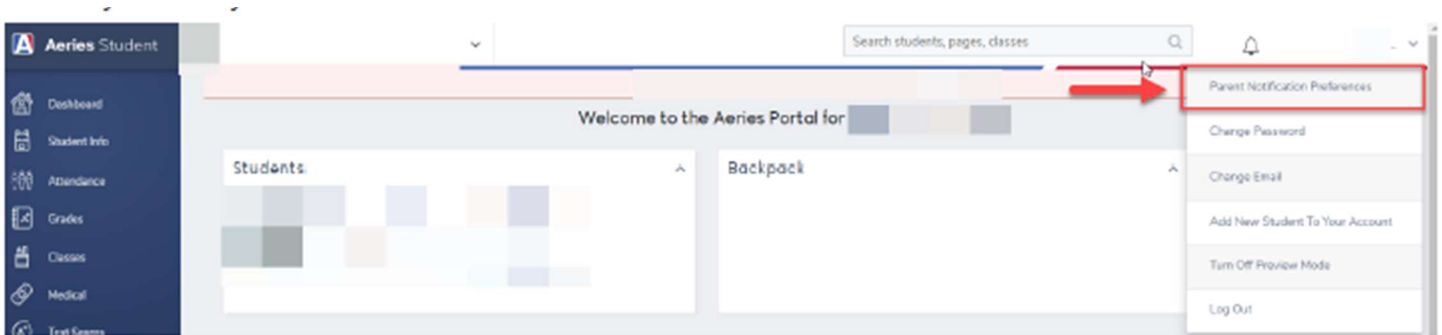 Aeries Student
Search students, pages, classes
Dashboard
Student Info
Attendance
Grades
Classes
Medical
Test Scores
Welcome to the Aeries Portal for
Students
Backpack
Parent Notification Preferences
Change Password
Change Email
Add New Student To Your Account
Turn Off Preview Mode
Log Out